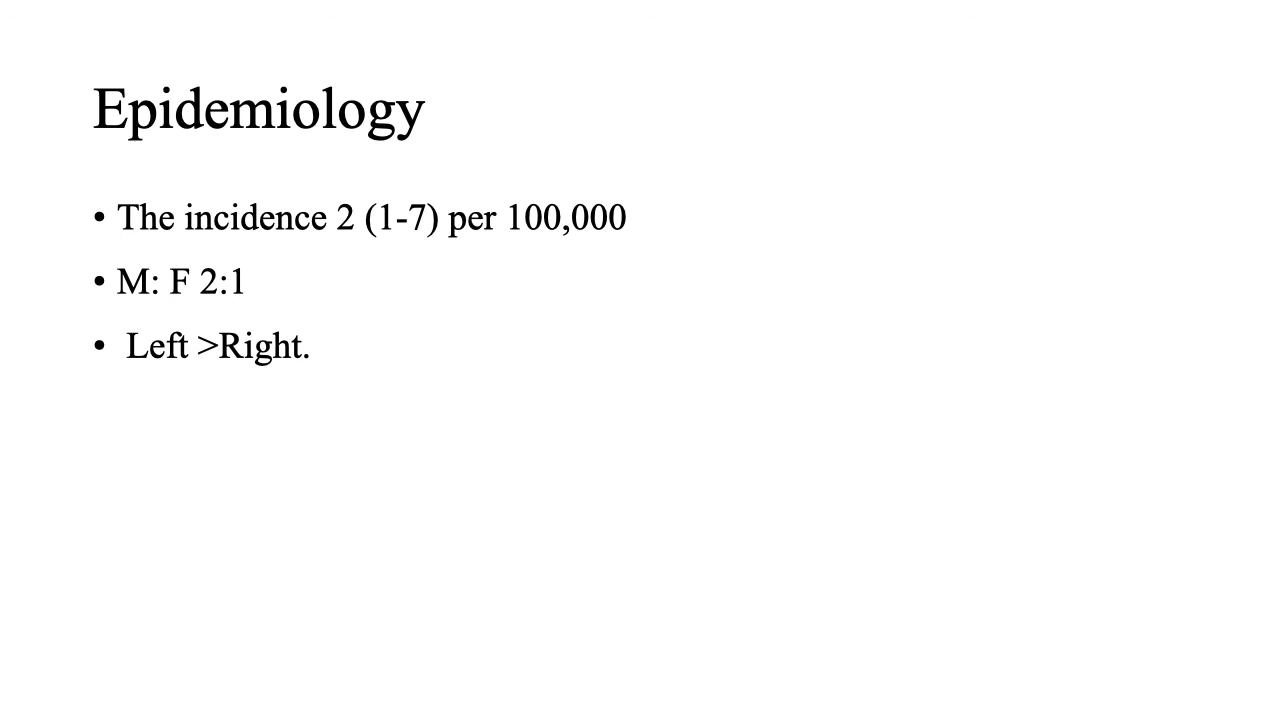 Epidemiology
• The incidence 2 (1-7) per 100,000
• M: F 2:1
• Left >Right.